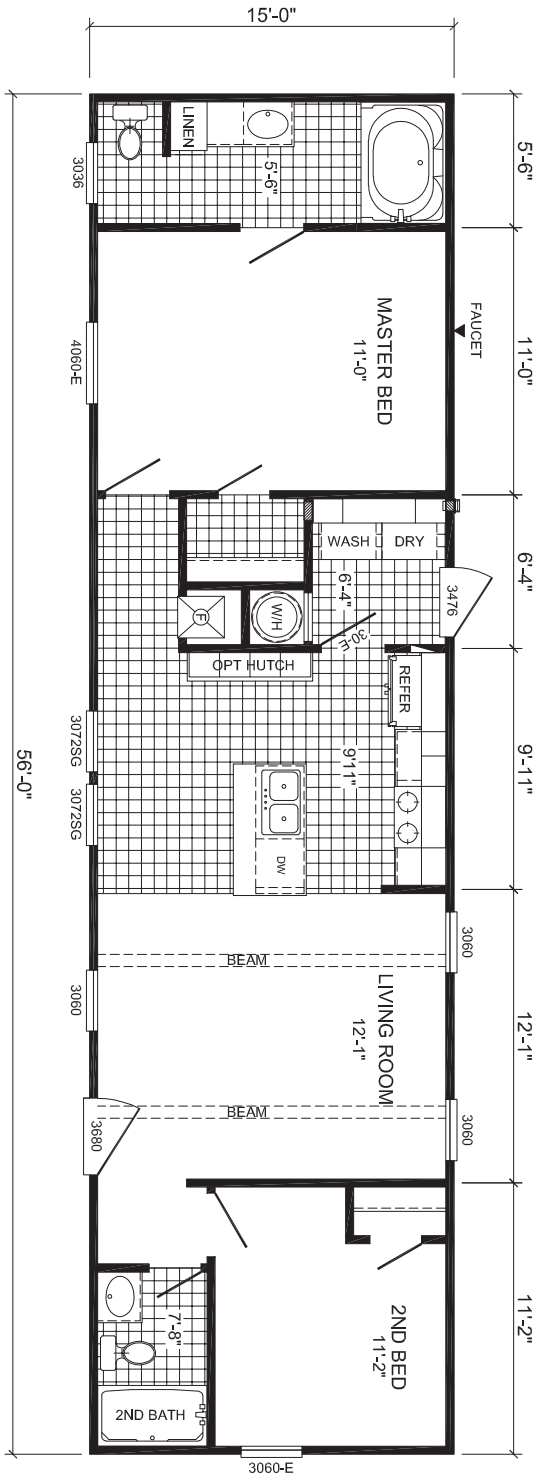 15'-0"
5'-6"
11'-0"
6'-4"
9'-11"
12'-1"
11'-2"
56'-0"
LINEN
5'-6"
3036
MASTER BED
11'-0"
FAUCET
4060-E
WASH
DRY
6'-4"
3476
W/H
F
30-E
OPT HUTCH
REFER
9'11"
3072SG
3072SG
DW
3060
BEAM
LIVING ROOM
12'-1"
3060
BEAM
3060
3680
2ND BED
11'-2"
7'-8"
2ND BATH
3060-E